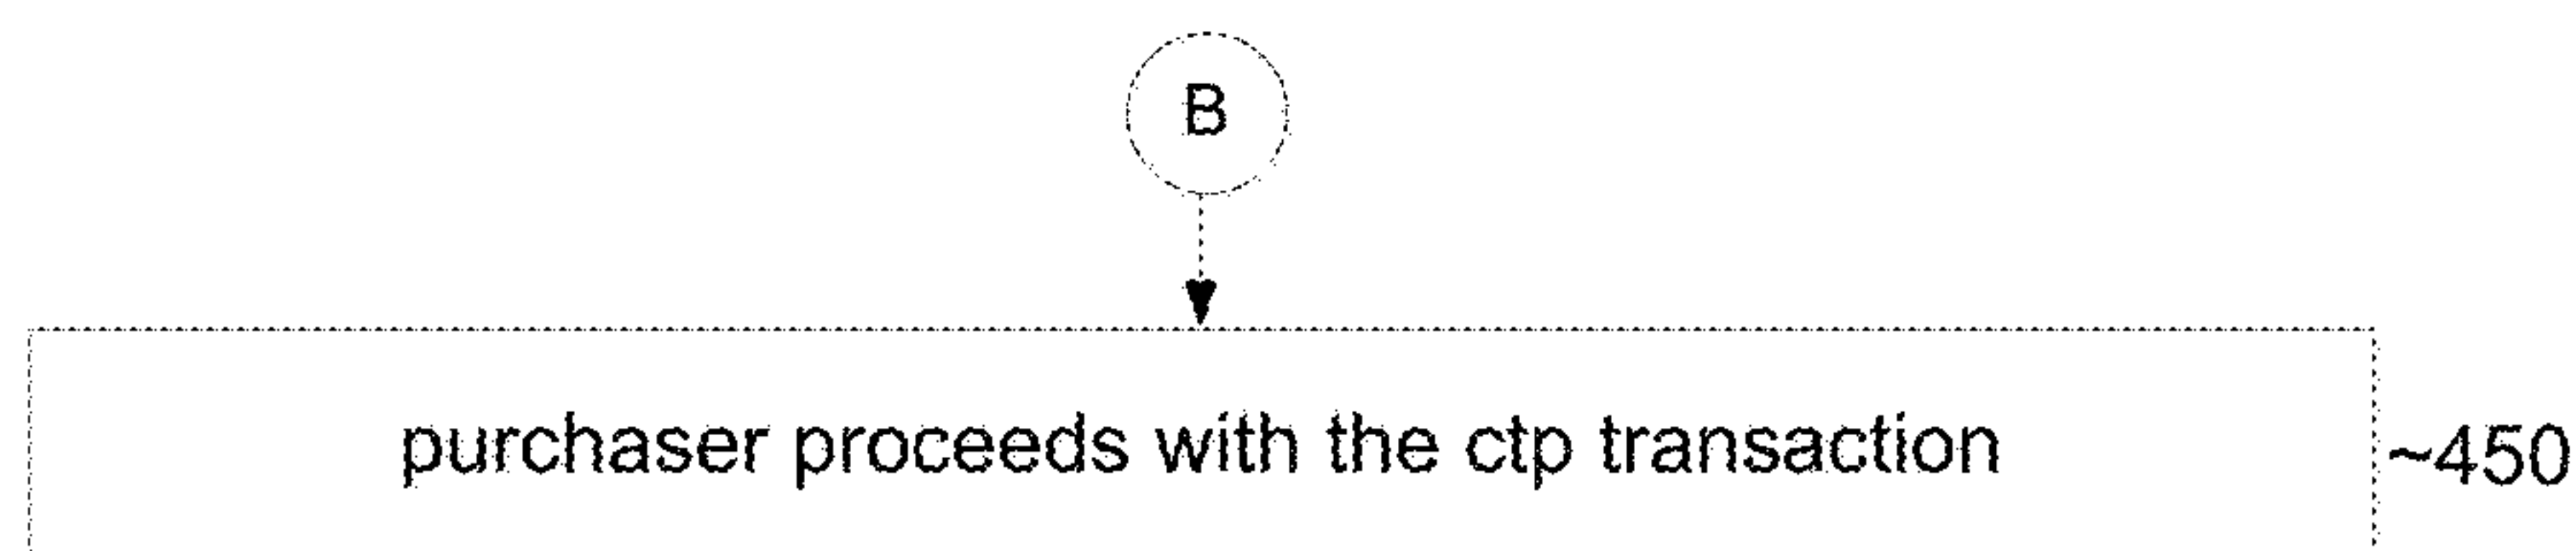 B
purchaser proceeds with the ctp transaction
~450